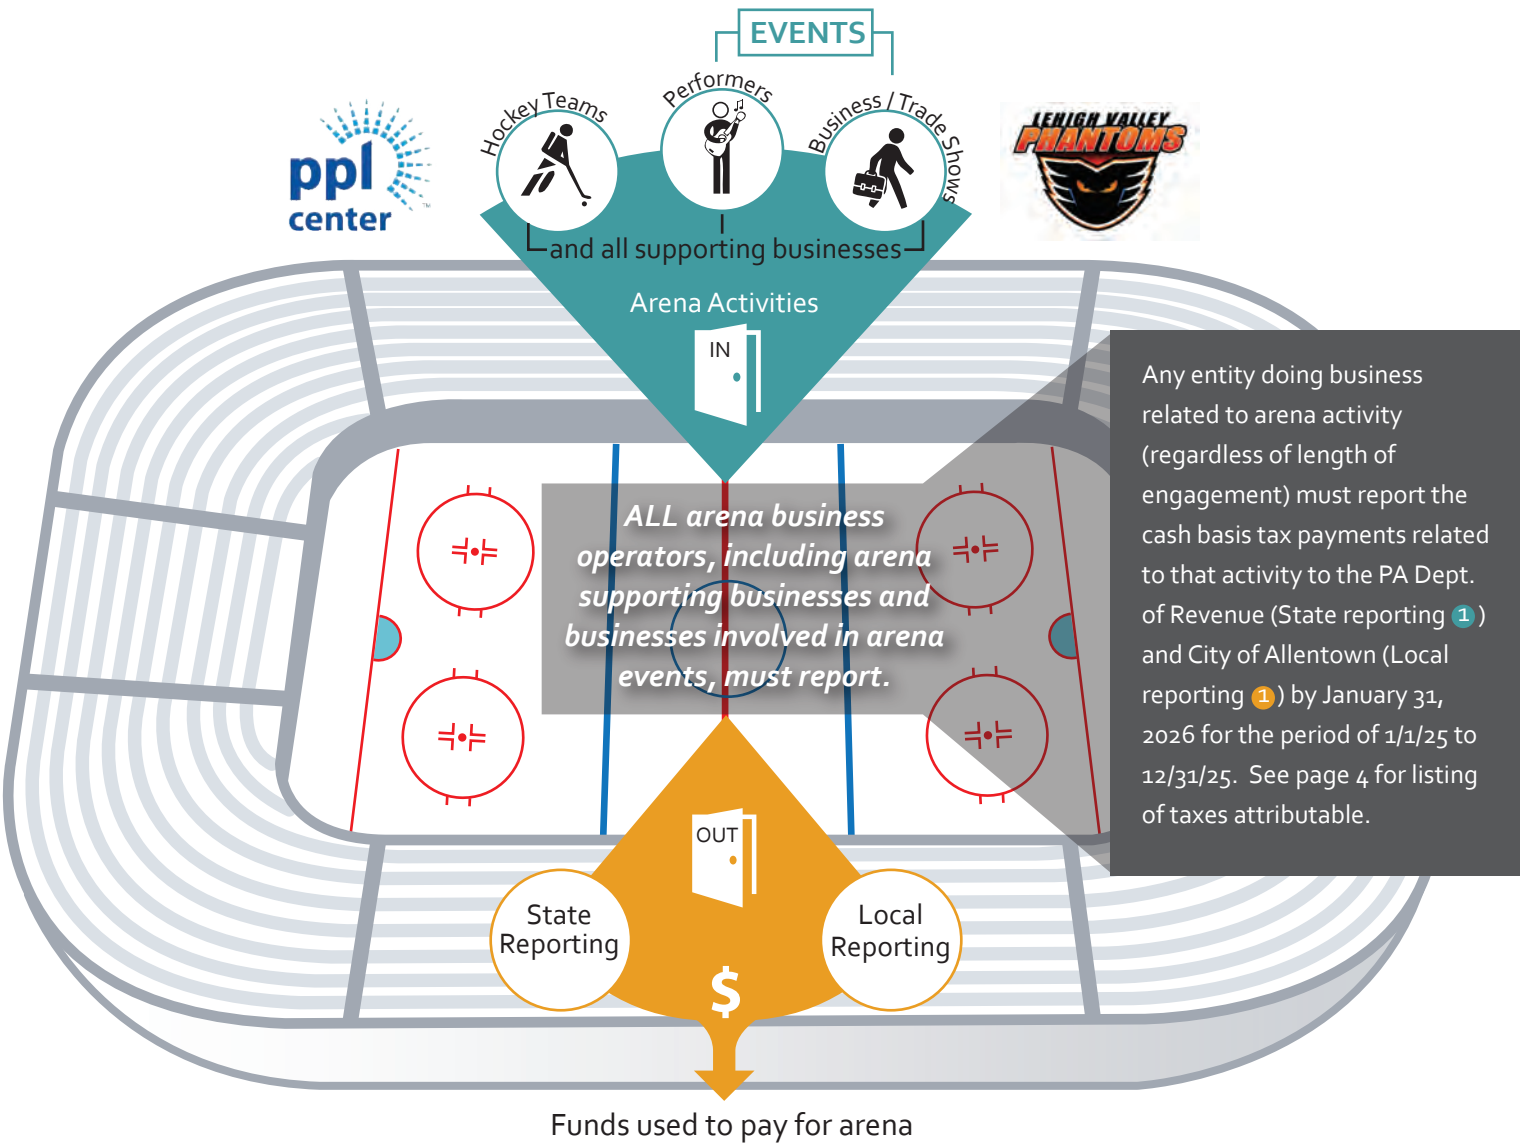 EVENTS
Hockey Teams
Performers
Business / Trade Shows
ppl
center
TM
LEHIGH VALLEY
PHANTOMS
and all supporting businesses
Arena Activities
IN
ALL arena business
operators, including arena
supporting businesses and
businesses involved in arena
events, must report.
Any entity doing business
related to arena activity
(regardless of length of
engagement) must report the
cash basis tax payments related
to that activity to the PA Dept.
of Revenue (State reporting 1)
and City of Allentown (Local
reporting 1) by January 31,
2026 for the period of 1/1/25 to
12/31/25.  See page 4 for listing
of taxes attributable.
OUT
State
Reporting
Local
Reporting
$
Funds used to pay for arena